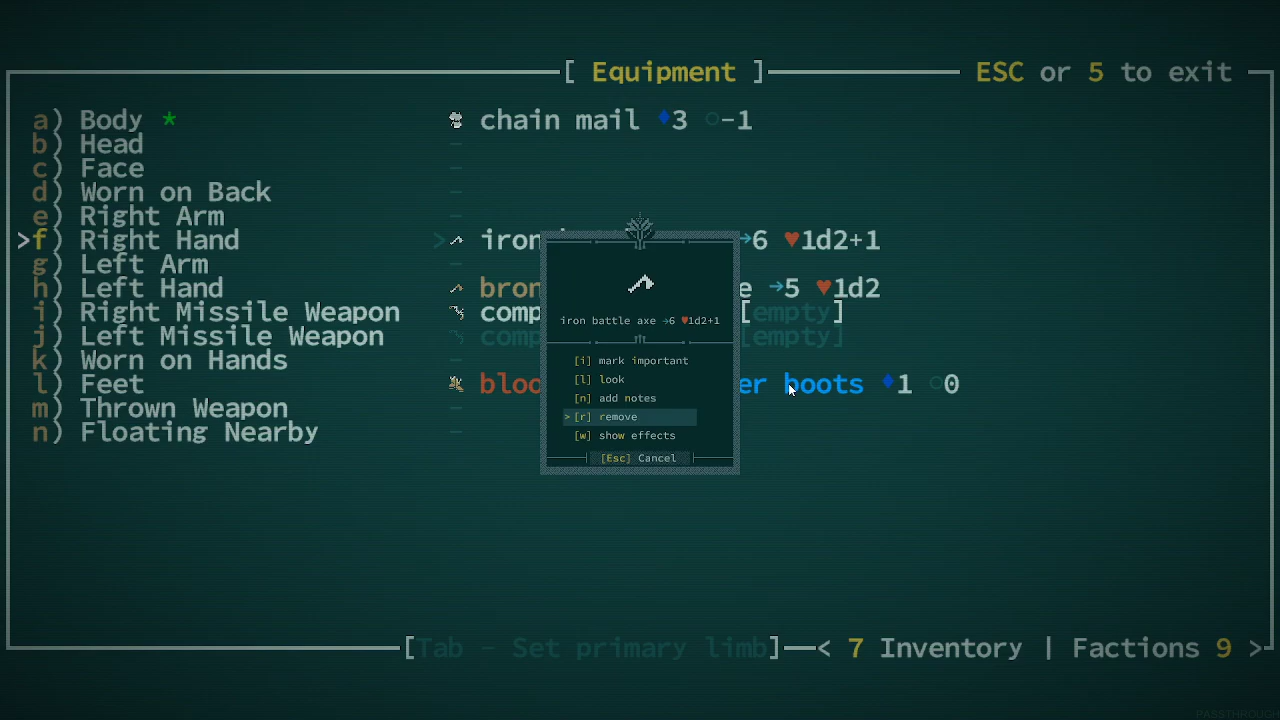 [ Equipment ]
ESC or 5 to exit
a) Body * chain mail ♦3 ○-1
b) Head -
c) Face -
d) Worn on Back -
e) Right Arm -
>f) Right Hand > iron →6 ♥1d2+1
g) Left Arm -
h) Left Hand bron e →5 ♥1d2
i) Right Missile Weapon comp [empty]
j) Left Missile Weapon comp [empty]
k) Worn on Hands -
l) Feet bloo er boots ♦1 ○0
m) Thrown Weapon -
n) Floating Nearby -
iron battle axe →6 ♥1d2+1
[i] mark important
[l] look
[n] add notes
> [r] remove
[w] show effects
[Esc] Cancel
[Tab - Set primary limb]
< 7 Inventory | Factions 9 >
PASSTHROUGH